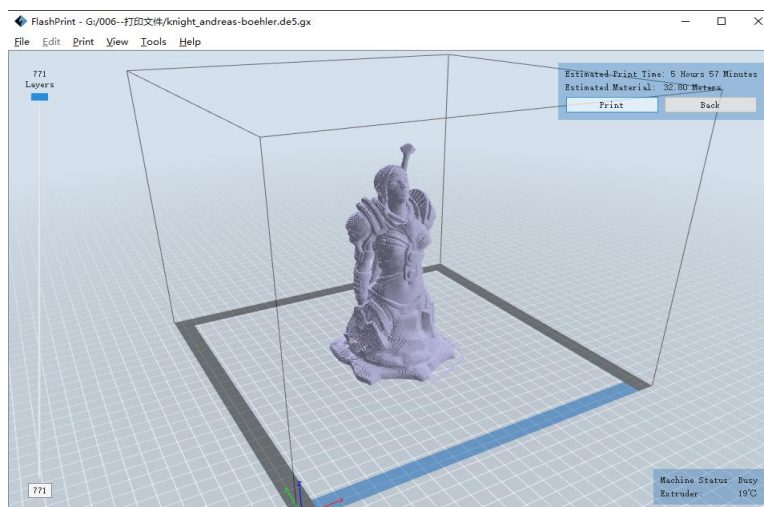 FlashPrint - G:/006--打印文件/knight_andreas-boehler.de5.gx
File Edit Print View Tools Help
771
Layers
Estimated Print Time: 5 Hours 57 Minutes
Estimated Material: 32.80 Meters
Print Back
771
Machine Status: Busy
Extruder: 19℃